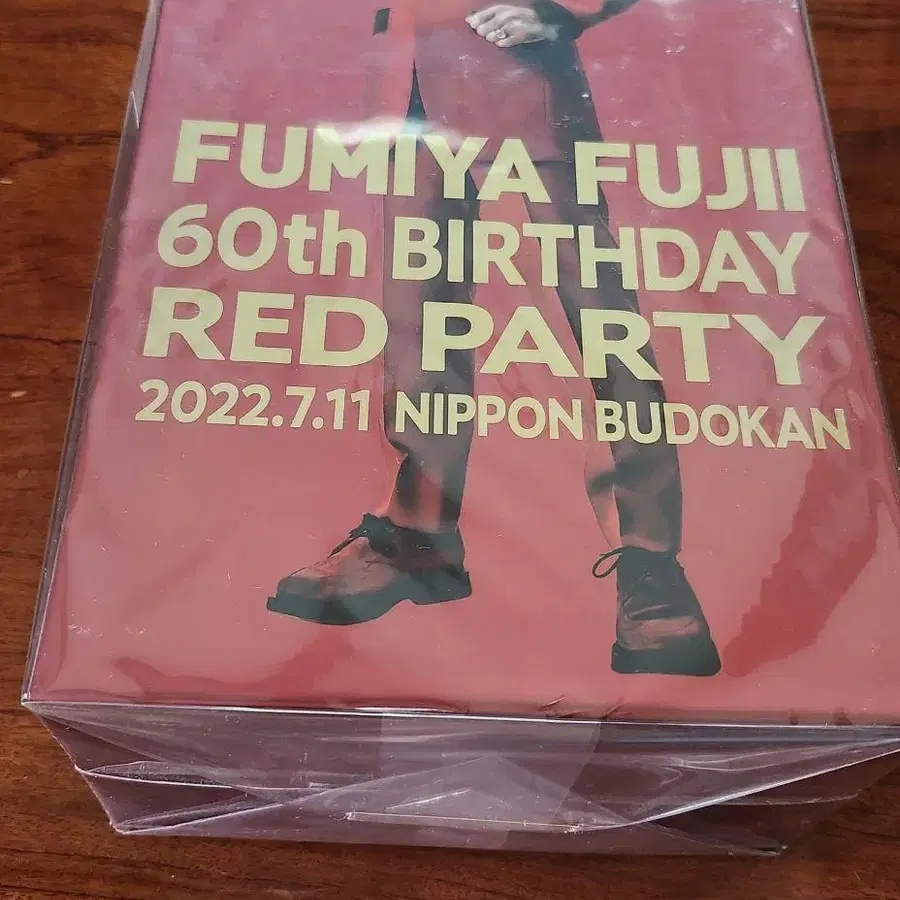 FUMIYA FUJII
60th BIRTHDAY
RED PARTY
2022.7.11 NIPPON BUDOKAN